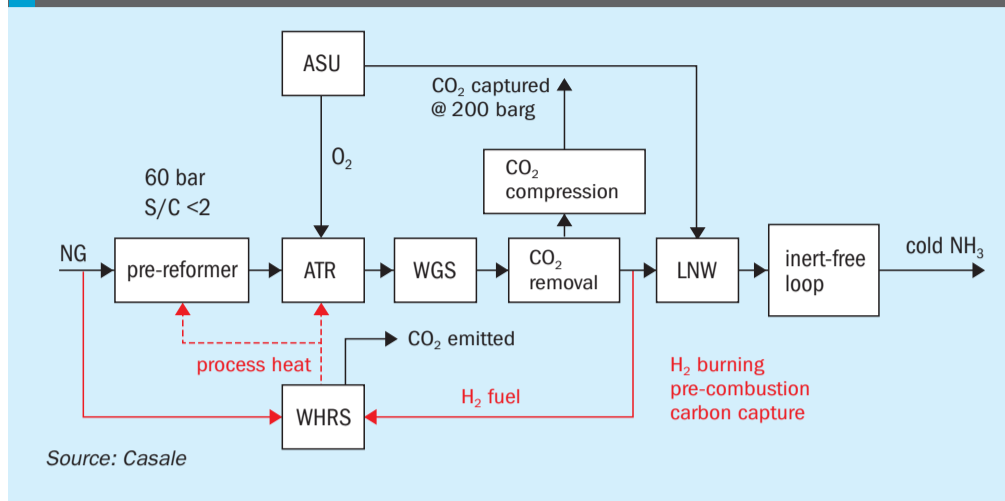 ASU
CO₂ captured
@ 200 barg
O₂
CO₂
compression
60 bar
S/C <2
NG
pre-reformer
ATR
WGS
CO₂
removal
LNW
inert-free
loop
cold NH₃
process heat
CO₂ emitted
H₂ fuel
H₂ burning
pre-combustion
carbon capture
WHRS
Source: Casale